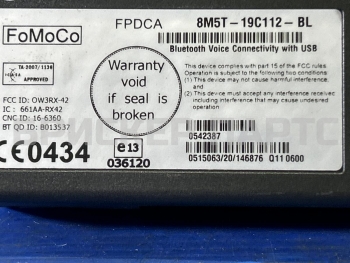 FoMoCo
FPDCA
8M5T-19C112-BL
Bluetooth Voice Connectivity with USB
TA-2007/1138
APPROVED
FCC ID: OW3RX-42
IC : 661AA-RX42
CNC ID: 16-6360
BT QD ID: B013537
CE0434
Warranty
void
if seal is
broken
e13
036120
This device complies with part 15 of the FCC rules
Operation is subject to the following two conditions:
(1) This device may not cause harmful interference
and
(2) This device must accept any interference
received, including interference that may
cause undesired operation
0542387
0515063/20/146876 Q110600